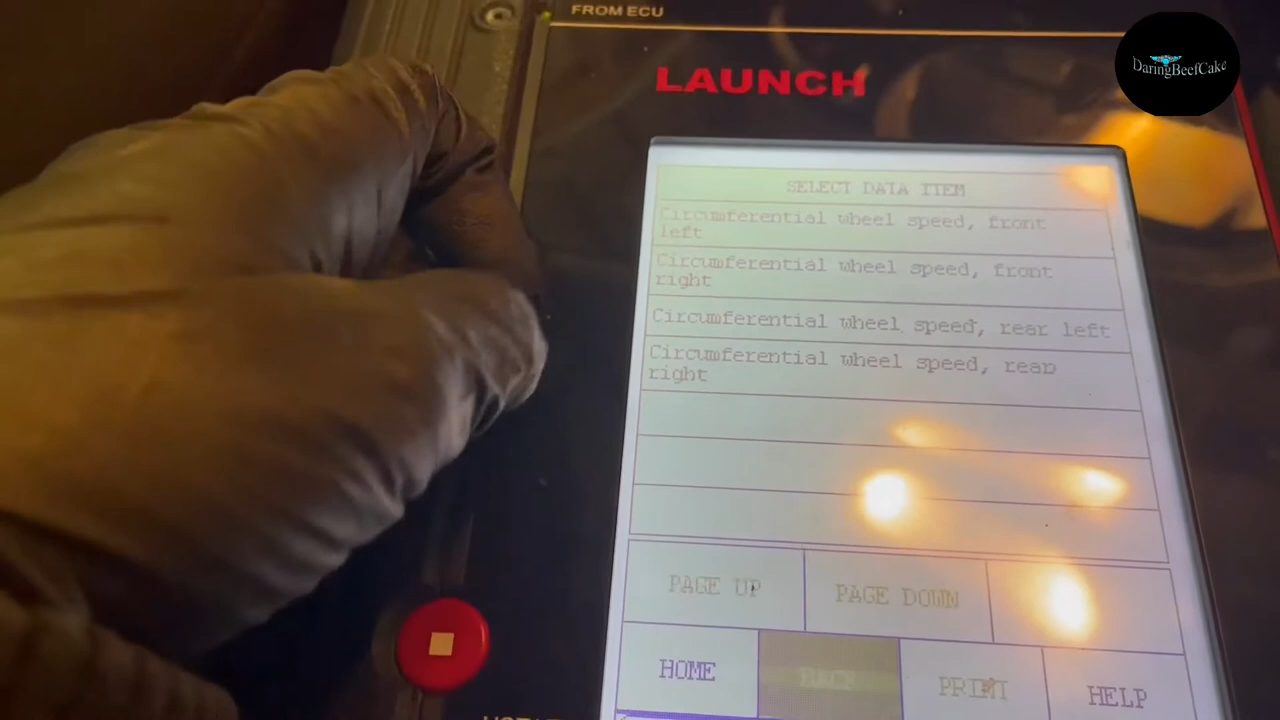 FROM ECU
DaringBeefCake
LAUNCH
SELECT DATA ITEM
Circumferential wheel speed, front
left
Circumferential wheel speed, front
right
Circumferential wheel speed, rear left
Circumferential wheel speed, rear
right
PAGE UP
PAGE DOWN
HOME
PRINT
HELP